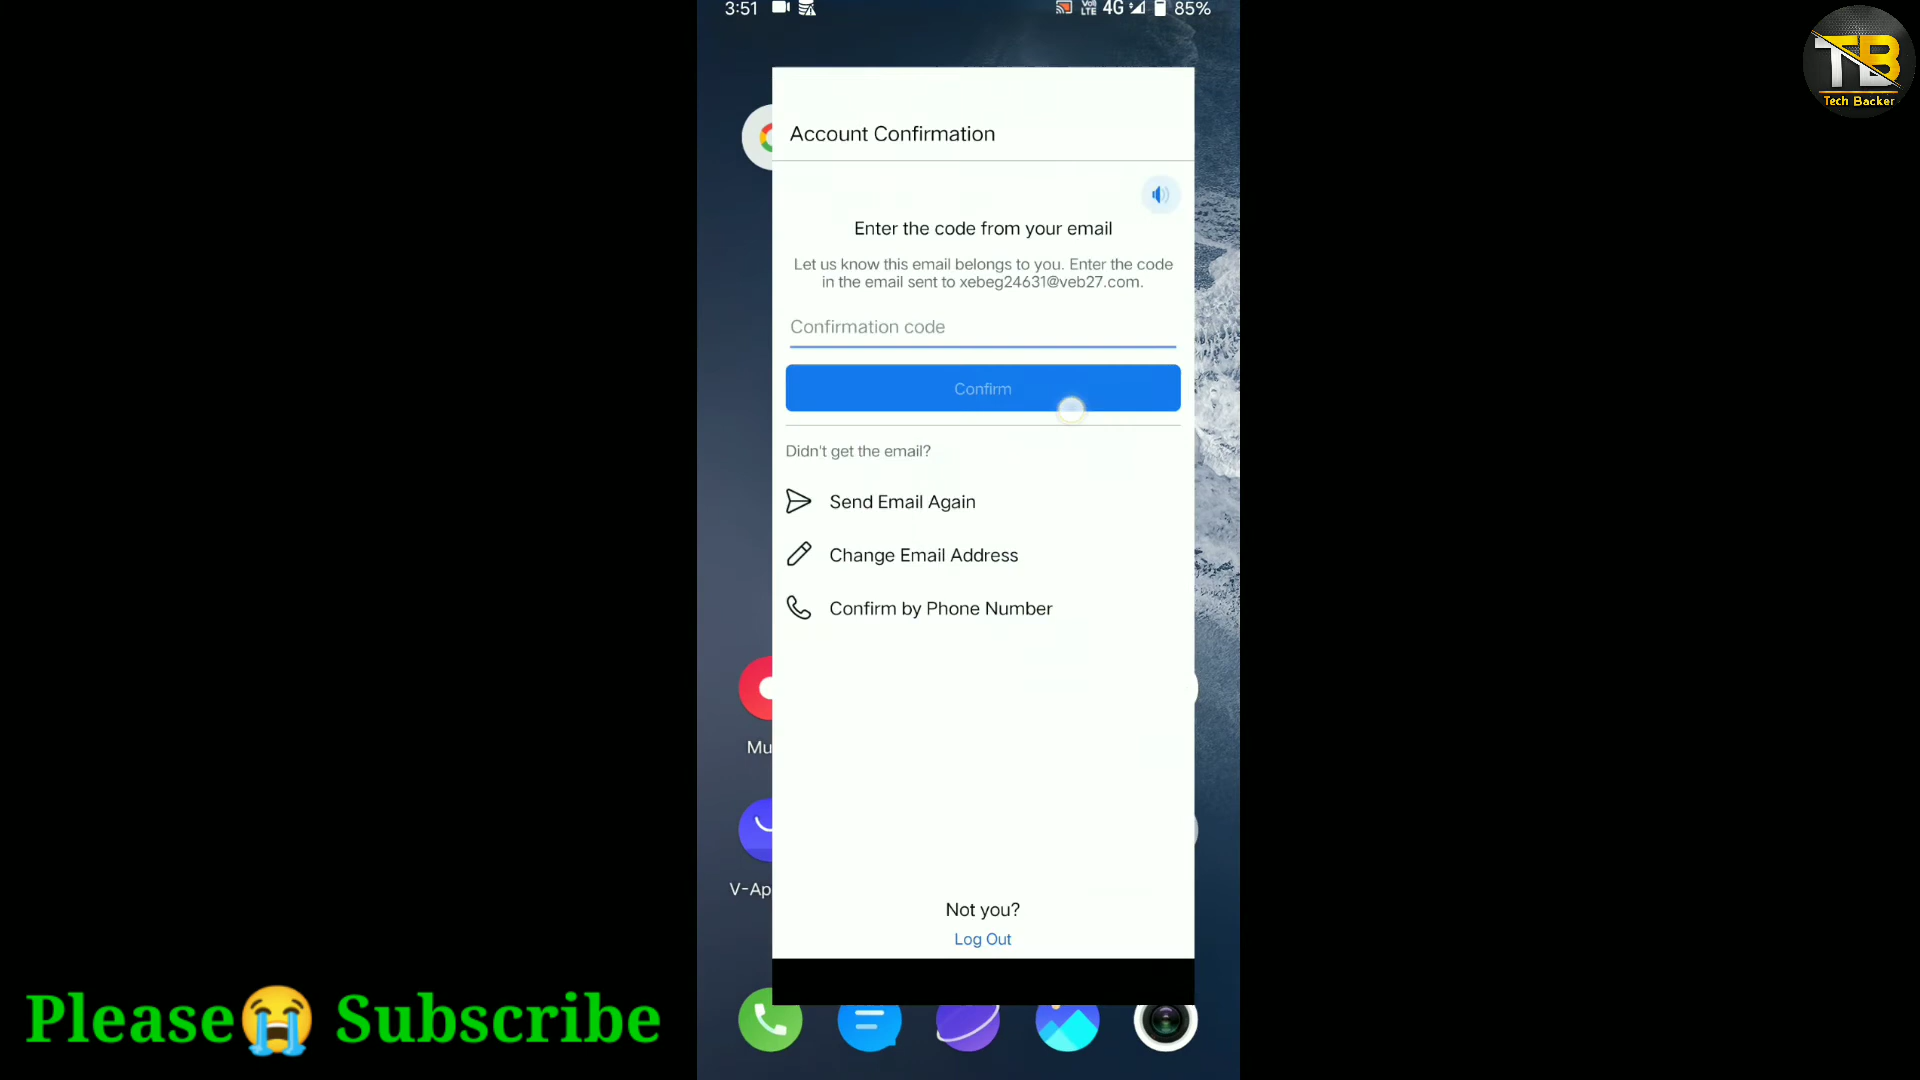 3:51
Vo)
LTE
4G
85%
TB
Tech Backer
Account Confirmation
Enter the code from your email
Let us know this email belongs to you. Enter the code
in the email sent to xebeg24631@veb27.com.
Confirmation code
Confirm
Didn't get the email?
Send Email Again
Change Email Address
Confirm by Phone Number
Mu
V-Ap
Not you?
Log Out
Please😭 Subscribe